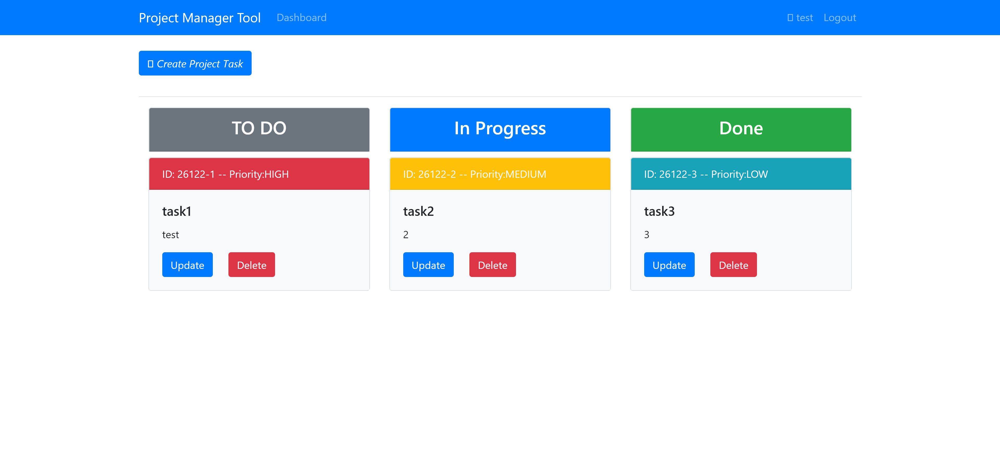 Project Manager Tool Dashboard test Logout
Create Project Task
TO DO
In Progress
Done
ID: 26122-1 -- Priority:HIGH
task1
test
Update Delete
ID: 26122-2 -- Priority:MEDIUM
task2
2
Update Delete
ID: 26122-3 -- Priority:LOW
task3
3
Update Delete